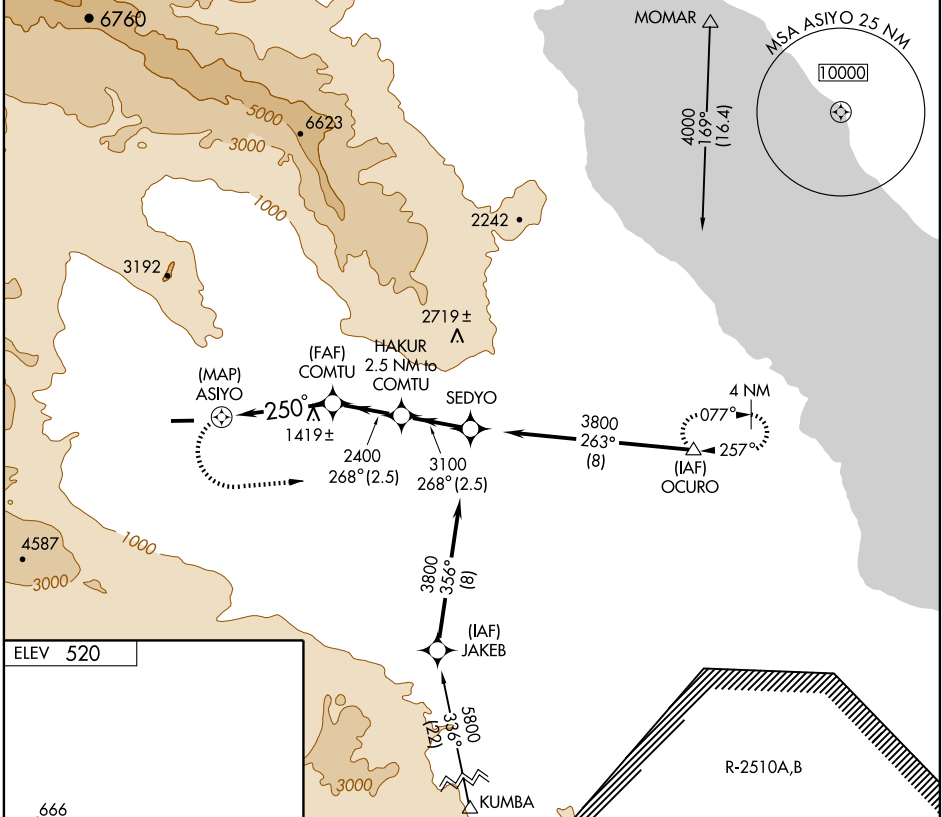 6760
MOMAR
MSA ASIYO 25 NM
10000
4000
169°
(16.4)
5000
6623
3000
1000
2242
3192
2719±
HAKUR
2.5 NM to
COMTU
(FAF)
COMTU
(MAP)
ASIYO
SEDYO
4 NM
077°
257°
250°
1419±
3800
263°
(8)
(IAF)
OCURO
2400
268° (2.5)
3100
268° (2.5)
4587
1000
3000
3800
356°
(8)
(IAF)
JAKEB
ELEV 520
5800
336°
(22)
3000
R-2510A,B
KUMBA
666